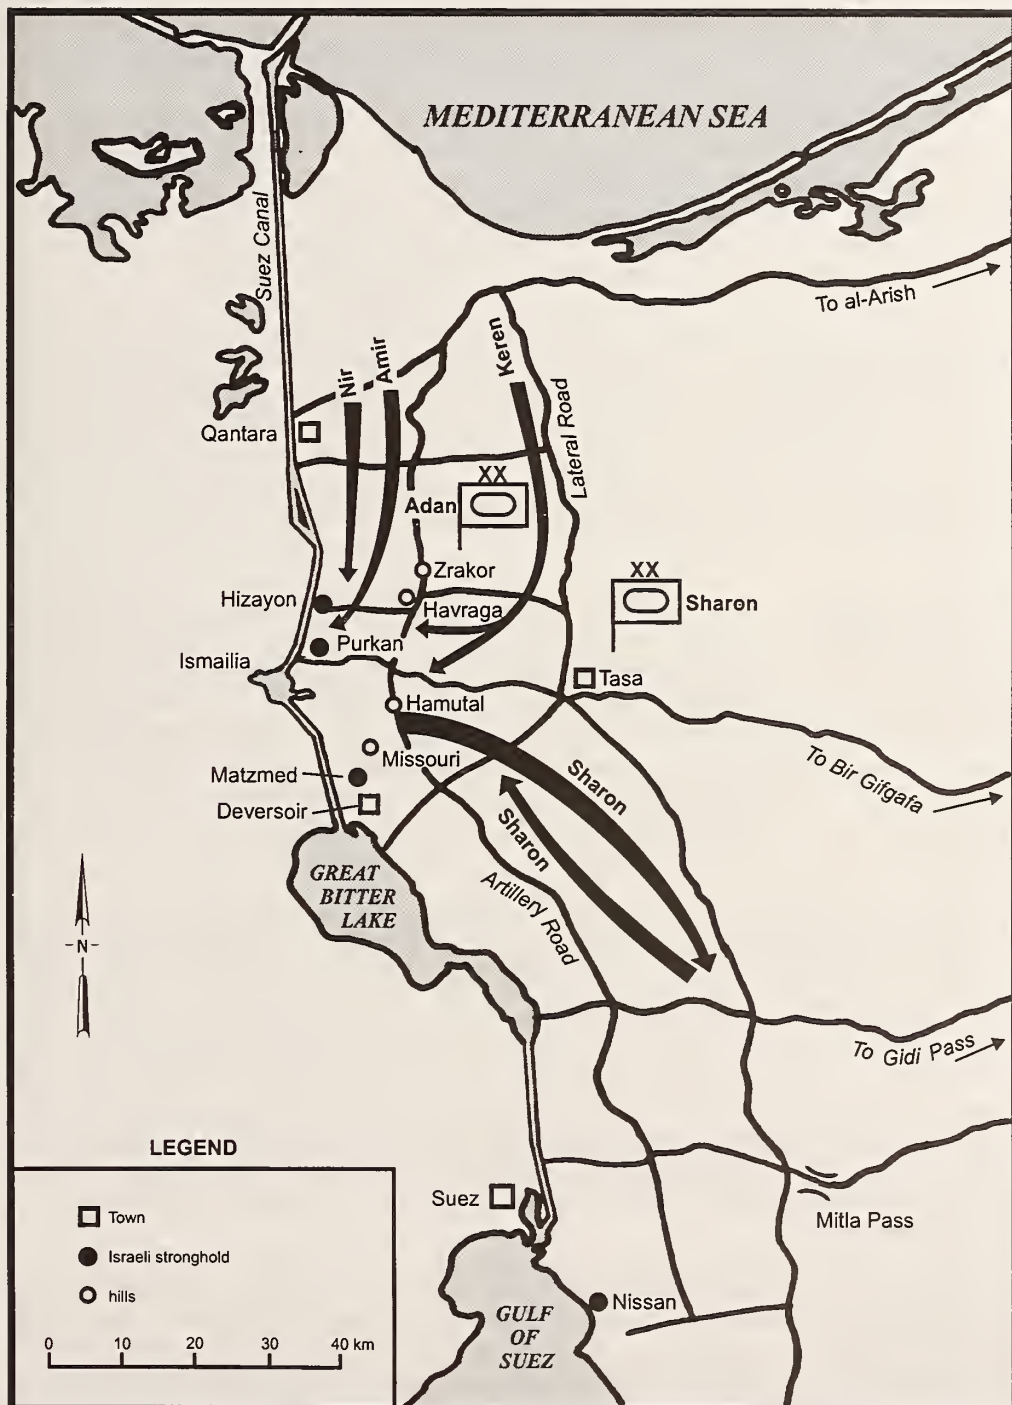 MEDITERRANEAN SEA
Suez Canal
To al-Arish
Nir
Amir
Keren
Lateral Road
Qantara
XX
Adan
Zrakor
XX
Sharon
Hizayon
Havraga
Purkan
Ismailia
Tasa
Hamutal
Missouri
Matzmed
Sharon
To Bir Gifgafa
Deversoir
Sharon
GREAT
BITTER
LAKE
Artillery Road
N
To Gidi Pass
LEGEND
Suez
Mitla Pass
Town
Israeli stronghold
hills
Nissan
GULF
OF
SUEZ
0 10 20 30 40 km